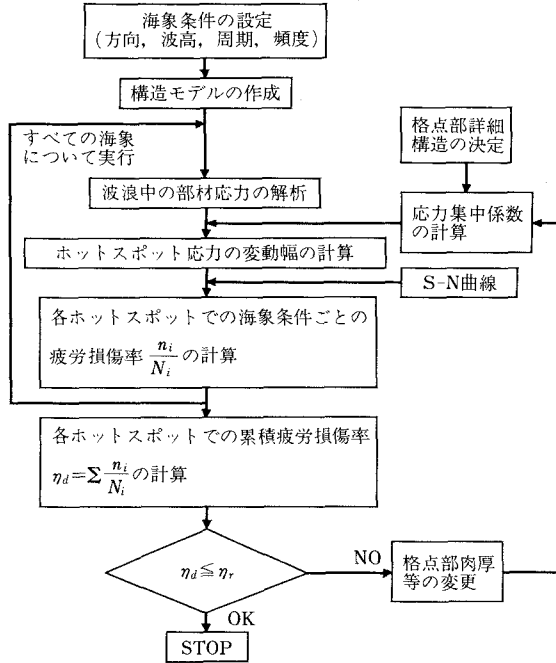 海象条件の設定
(方向，波高，周期，頻度)
構造モデルの作成
すべての海象
について実行
格点部詳細
構造の決定
波浪中の部材応力の解析
応力集中係数
の計算
ホットスポット応力の変動幅の計算
S-N曲線
各ホットスポットでの海象条件ごとの
疲労損傷率 n_i/N_i の計算
各ホットスポットでの累積疲労損傷率
η_d=Σ n_i/N_i の計算
η_d≦η_r
NO
格点部肉厚
等の変更
OK
STOP